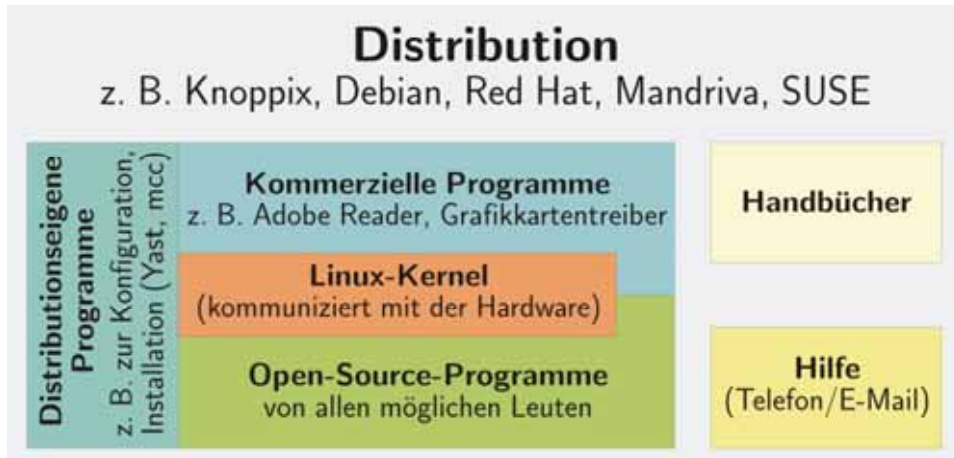 Distribution
z. B. Knoppix, Debian, Red Hat, Mandriva, SUSE
Distributionseigene
Programme
z. B. zur Konfiguration,
Installation (Yast, mcc)
Kommerzielle Programme
z. B. Adobe Reader, Grafikkartentreiber
Linux-Kernel
(kommuniziert mit der Hardware)
Open-Source-Programme
von allen möglichen Leuten
Handbücher
Hilfe
(Telefon/E-Mail)